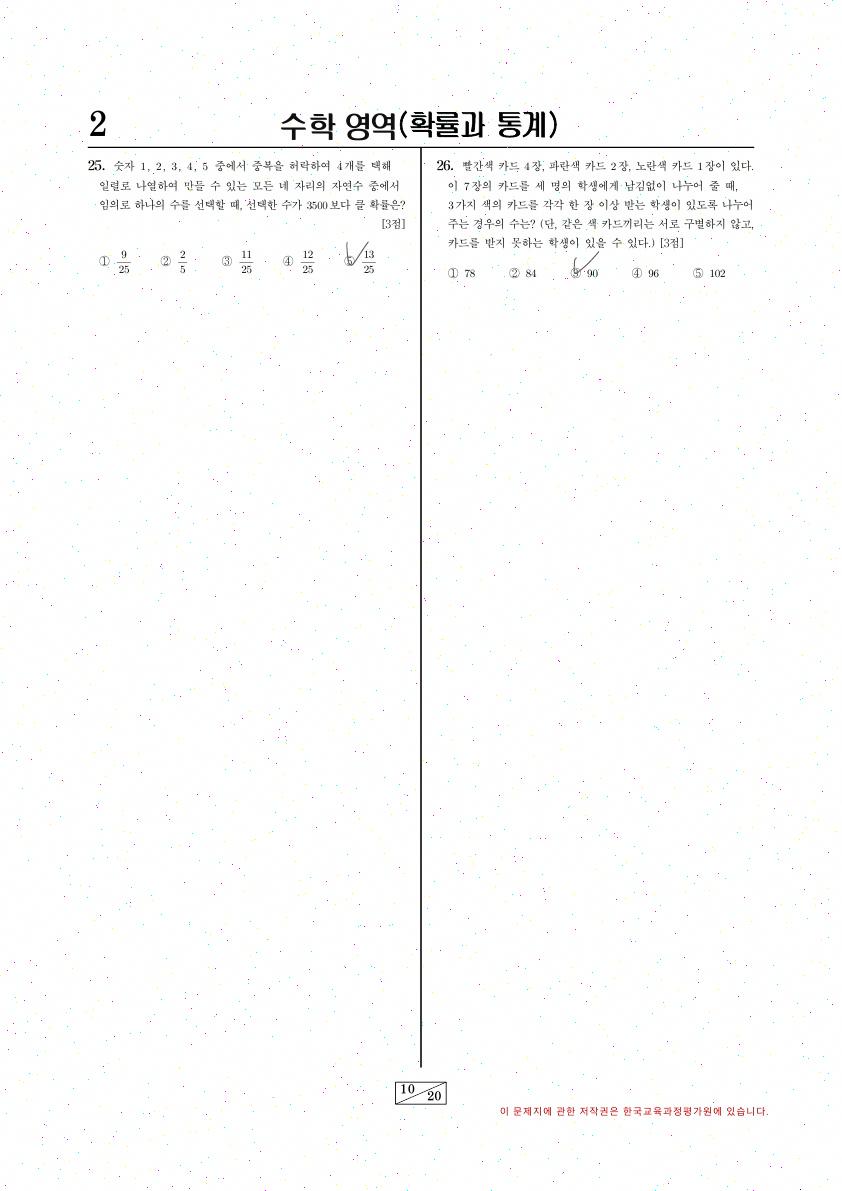 2
수학 영역(확률과 통계)
25. 숫자 1, 2, 3, 4, 5 중에서 중복을 허락하여 4개를 택해
일렬로 나열하여 만들 수 있는 모든 네 자리의 자연수 중에서
임의로 하나의 수를 선택할 때, 선택한 수가 3500보다 클 확률은?
[3점]
① 9/25 ② 2/5 ③ 11/25 ④ 12/25 ⑤ 13/25
26. 빨간색 카드 4장, 파란색 카드 2장, 노란색 카드 1장이 있다.
이 7장의 카드를 세 명의 학생에게 남김없이 나누어 줄 때,
3가지 색의 카드를 각각 한 장 이상 받는 학생이 있도록 나누어
주는 경우의 수는? (단, 같은 색 카드끼리는 서로 구별하지 않고,
카드를 받지 못하는 학생이 있을 수 있다.) [3점]
① 78 ② 84 ③ 90 ④ 96 ⑤ 102
10
20
이 문제지에 관한 저작권은 한국교육과정평가원에 있습니다.